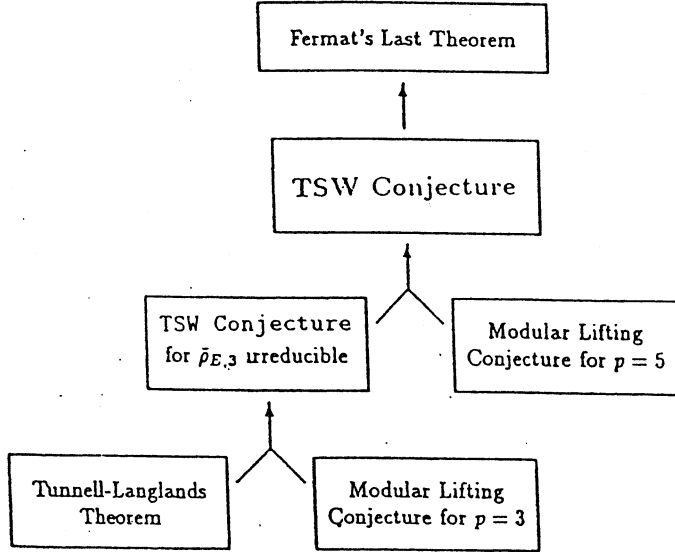 Fermat's Last Theorem
TSW Conjecture
TSW Conjecture
for ρ̄_{E,3} irreducible
Modular Lifting
Conjecture for p = 5
Tunnell-Langlands
Theorem
Modular Lifting
Conjecture for p = 3